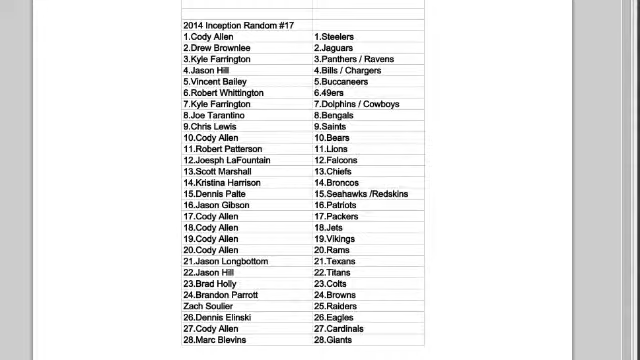 2014 Inception Random #17
1.Cody Allen 1.Steelers
2.Drew Brownlee 2.Jaguars
3.Kyle Farrington 3.Panthers / Ravens
4.Jason Hill 4.Bills / Chargers
5.Vincent Bailey 5.Buccaneers
6.Robert Whittington 6.49ers
7.Kyle Farrington 7.Dolphins / Cowboys
8.Joe Tarantino 8.Bengals
9.Chris Lewis 9.Saints
10.Cody Allen 10.Bears
11.Robert Patterson 11.Lions
12.Joesph LaFountain 12.Falcons
13.Scott Marshall 13.Chiefs
14.Kristina Harrison 14.Broncos
15.Dennis Palte 15.Seahawks /Redskins
16.Jason Gibson 16.Patriots
17.Cody Allen 17.Packers
18.Cody Allen 18.Jets
19.Cody Allen 19.Vikings
20.Cody Allen 20.Rams
21.Jason Longbottom 21.Texans
22.Jason Hill 22.Titans
23.Brad Holly 23.Colts
24.Brandon Parrott 24.Browns
Zach Soulier 25.Raiders
26.Dennis Elinski 26.Eagles
27.Cody Allen 27.Cardinals
28.Marc Blevins 28.Giants